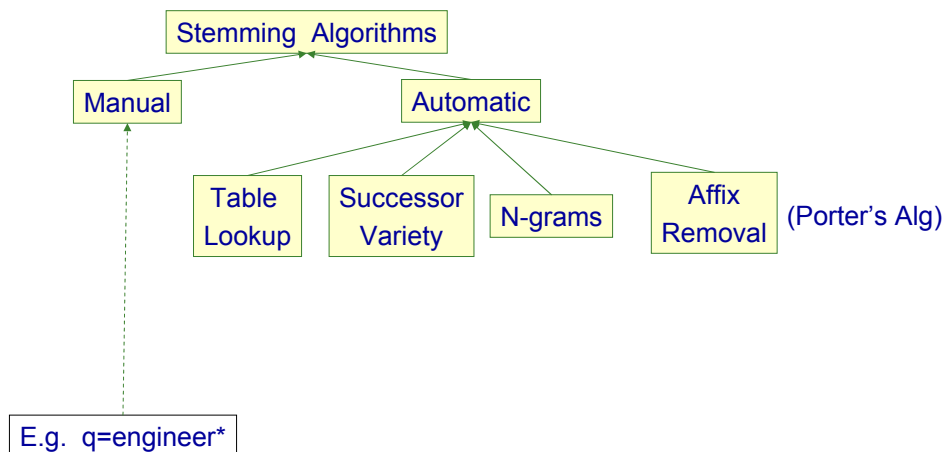 Stemming Algorithms
Manual
Automatic
Table
Lookup
Successor
Variety
N-grams
Affix
Removal
(Porter's Alg)
E.g. q=engineer*